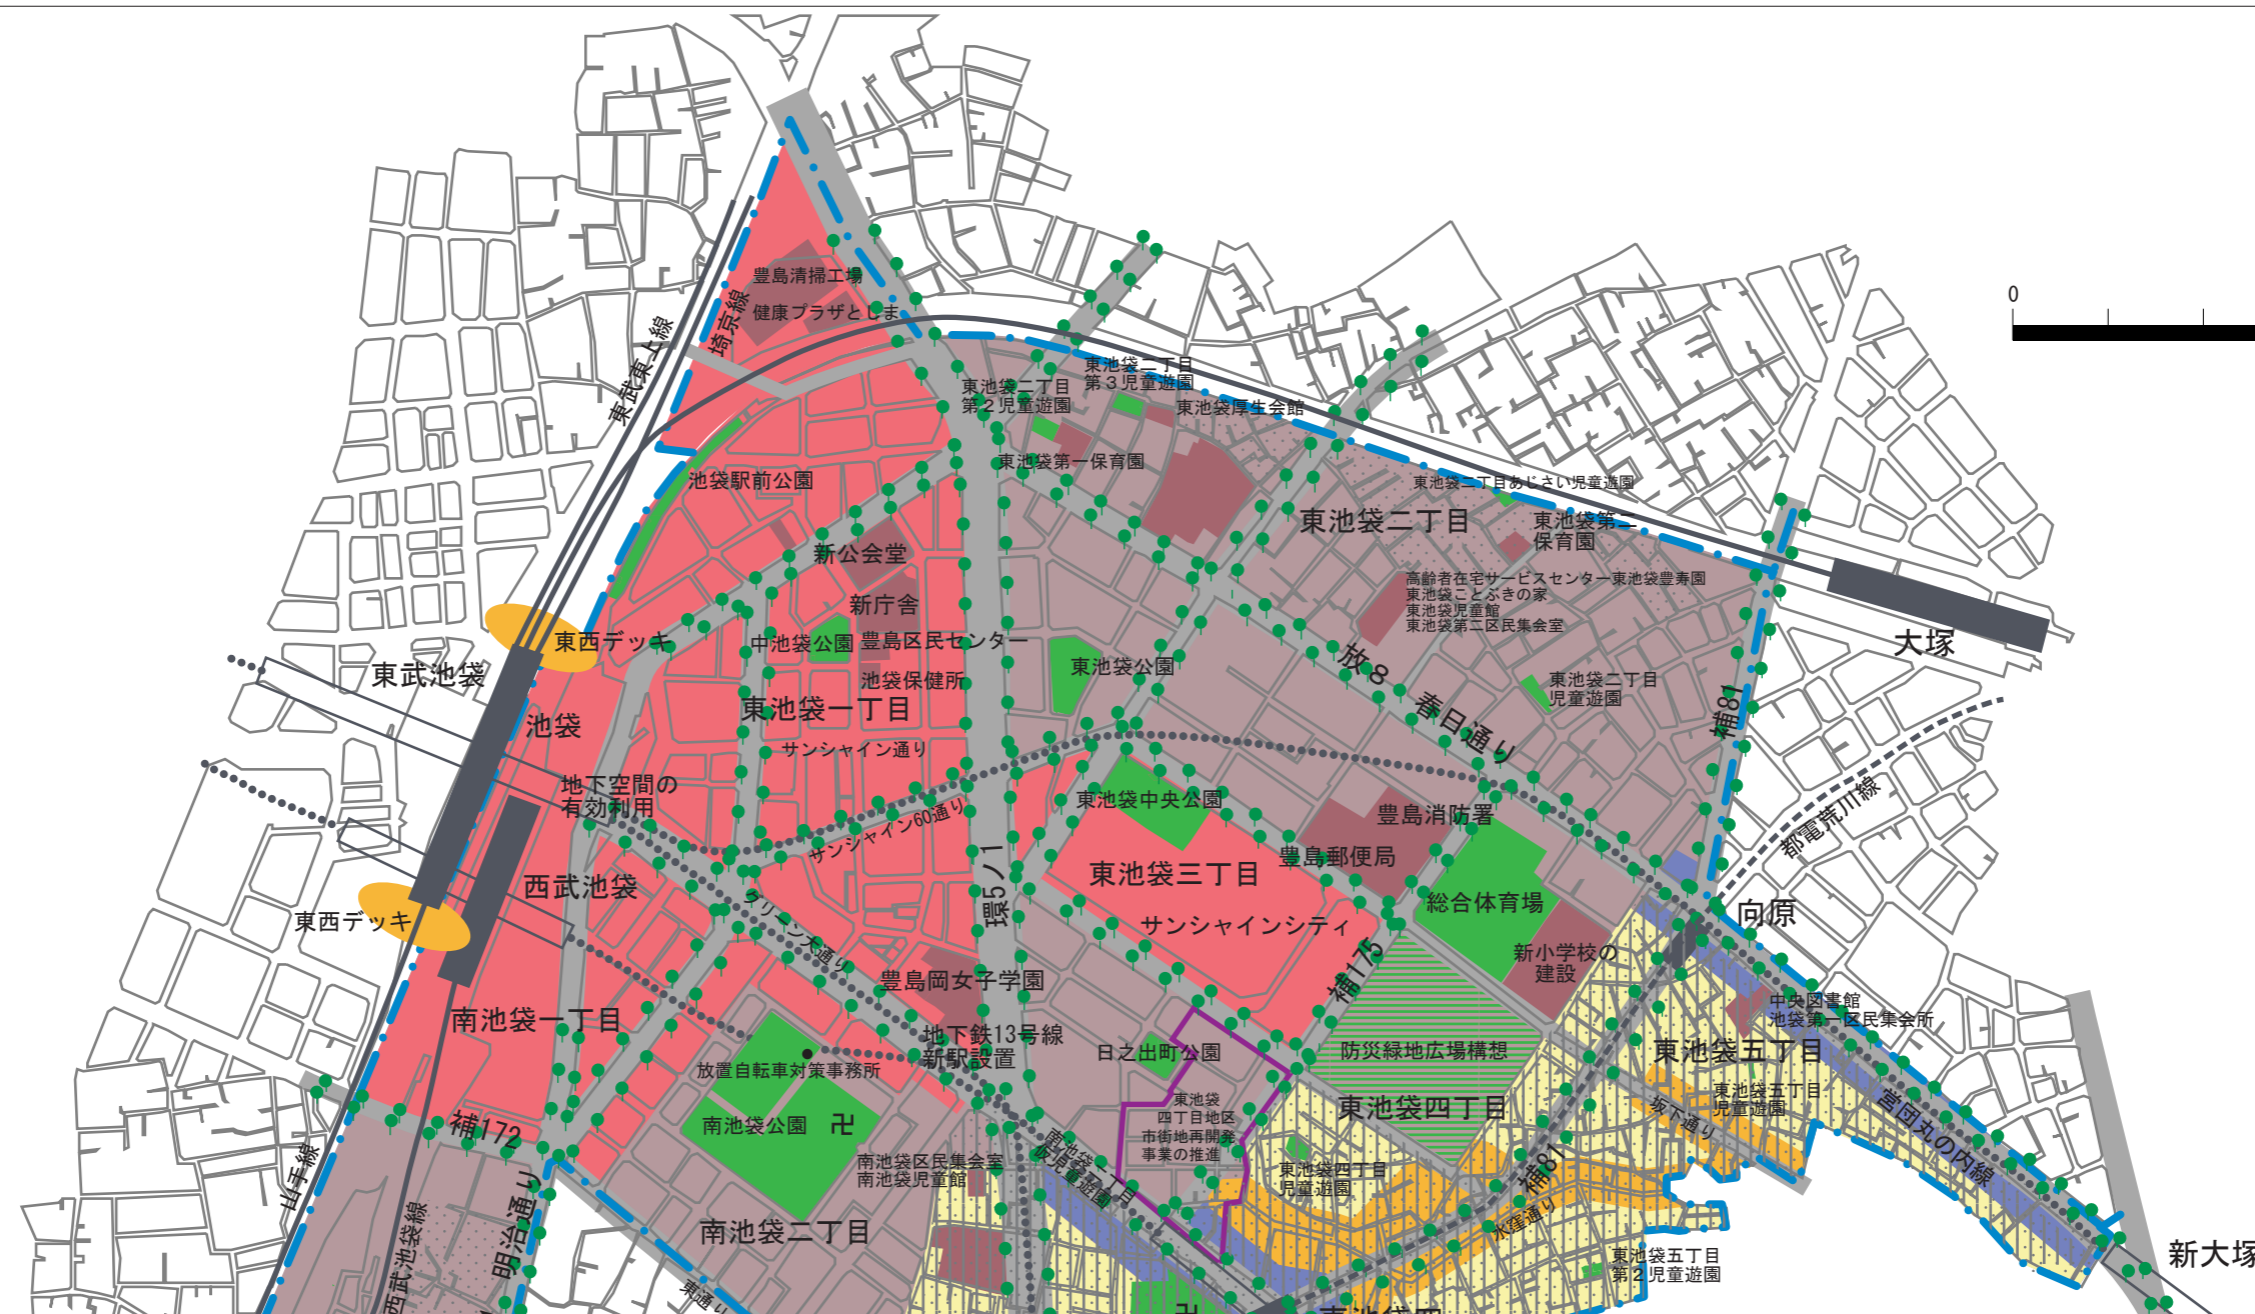 0
豊島清掃工場
健康プラザとしま
埼京線
東武東上線
東池袋二丁目
第3児童遊園
東池袋二丁目
第2児童遊園
東池袋厚生会館
東池袋第一保育園
池袋駅前公園
東池袋二丁目あじさい児童遊園
東池袋二丁目
東池袋第二
保育園
新公会堂
新庁舎
高齢者在宅サービスセンター東池袋豊寿園
東池袋ことぶきの家
東池袋児童館
東池袋第二区民集会室
東西デッキ
中池袋公園
豊島区民センター
大塚
東武池袋
東池袋公園
放8
池袋保健所
東池袋二丁目
児童遊園
東池袋一丁目
池袋
春日通り
補81
サンシャイン通り
地下空間の
有効利用
東池袋中央公園
豊島消防署
都電荒川線
サンシャイン60通り
豊島郵便局
西武池袋
東池袋三丁目
環5ノ1
総合体育場
向原
東西デッキ
グリーン大通り
サンシャインシティ
新小学校の
建設
豊島岡女子学園
補175
中央図書館
池袋第一区民集会所
南池袋一丁目
地下鉄13号線
新駅設置
日之出町公園
防災緑地広場構想
東池袋五丁目
放置自転車対策事務所
東池袋
四丁目地区
市街地再開発
事業の推進
東池袋四丁目
東池袋五丁目
児童遊園
坂下通り
営団丸の内線
補172
南池袋公園
卍
南池袋二丁目
仮児童遊園
南池袋区民集会室
南池袋児童館
東池袋四丁目
児童遊園
補81
山手線
明治通り
西武池袋線
南池袋二丁目
水窪通り
東池袋五丁目
第2児童遊園
新大塚
東通り
卍
東池袋四